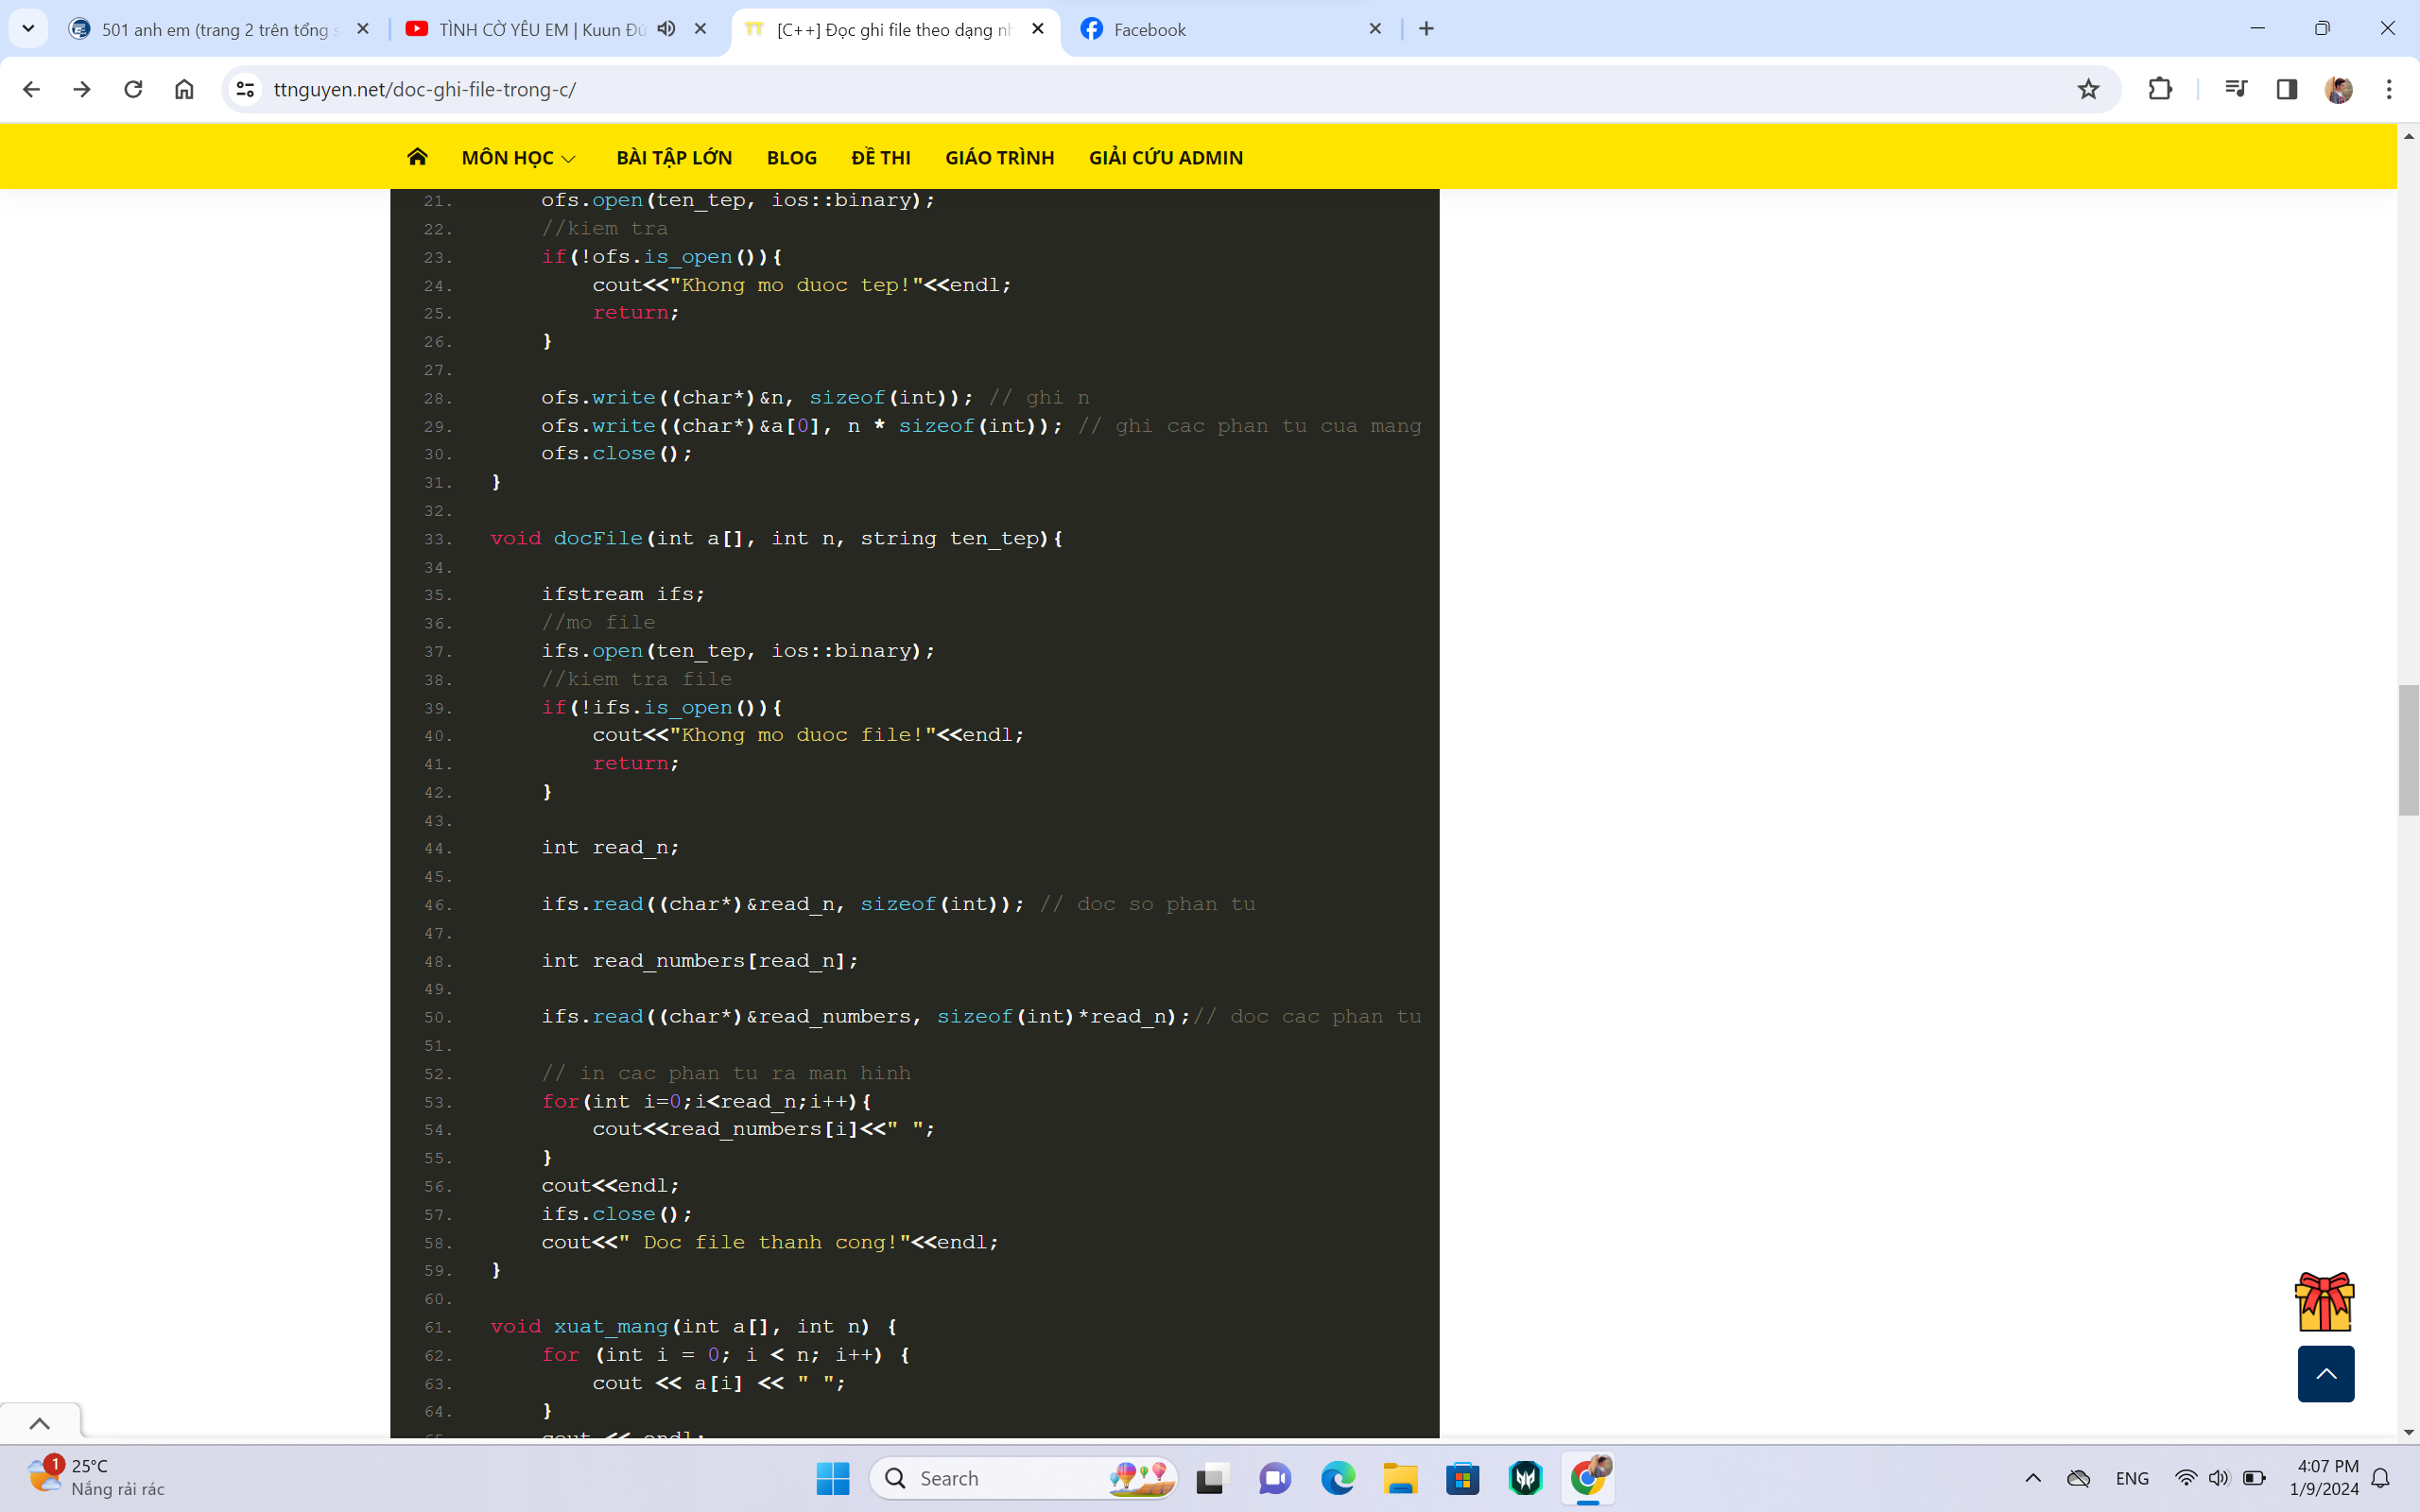 501 anh em (trang 2 trên tổng s
TÌNH CỜ YÊU EM | Kuun Đú
[C++] Đọc ghi file theo dạng nh
Facebook
ttnguyen.net/doc-ghi-file-trong-c/
MÔN HỌC BÀI TẬP LỚN BLOG ĐỀ THI GIÁO TRÌNH GIẢI CỨU ADMIN
21. ofs.open(ten_tep, ios::binary);
22. //kiem tra
23. if(!ofs.is_open()){
24. cout<<"Khong mo duoc tep!"<<endl;
25. return;
26. }
27.
28. ofs.write((char*)&n, sizeof(int)); // ghi n
29. ofs.write((char*)&a[0], n * sizeof(int)); // ghi cac phan tu cua mang
30. ofs.close();
31. }
32.
33. void docFile(int a[], int n, string ten_tep){
34.
35. ifstream ifs;
36. //mo file
37. ifs.open(ten_tep, ios::binary);
38. //kiem tra file
39. if(!ifs.is_open()){
40. cout<<"Khong mo duoc file!"<<endl;
41. return;
42. }
43.
44. int read_n;
45.
46. ifs.read((char*)&read_n, sizeof(int)); // doc so phan tu
47.
48. int read_numbers[read_n];
49.
50. ifs.read((char*)&read_numbers, sizeof(int)*read_n);// doc cac phan tu
51.
52. // in cac phan tu ra man hinh
53. for(int i=0;i<read_n;i++){
54. cout<<read_numbers[i]<<" ";
55. }
56. cout<<endl;
57. ifs.close();
58. cout<<" Doc file thanh cong!"<<endl;
59. }
60.
61. void xuat_mang(int a[], int n) {
62. for (int i = 0; i < n; i++) {
63. cout << a[i] << " ";
64. }
65. cout << endl;
1
25°C
Nắng rải rác
Search
ENG
4:07 PM
1/9/2024